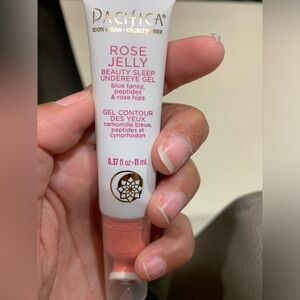 PACIFICA®
100% VEGAN • CRUELTY-FREE
ROSE
JELLY
BEAUTY SLEEP
UNDEREYE GEL
blue tansy,
peptides
& rose hips
GEL CONTOUR
DES YEUX
camomille bleue,
peptides et
cynorhodon
0.37 fl oz • 11 mL